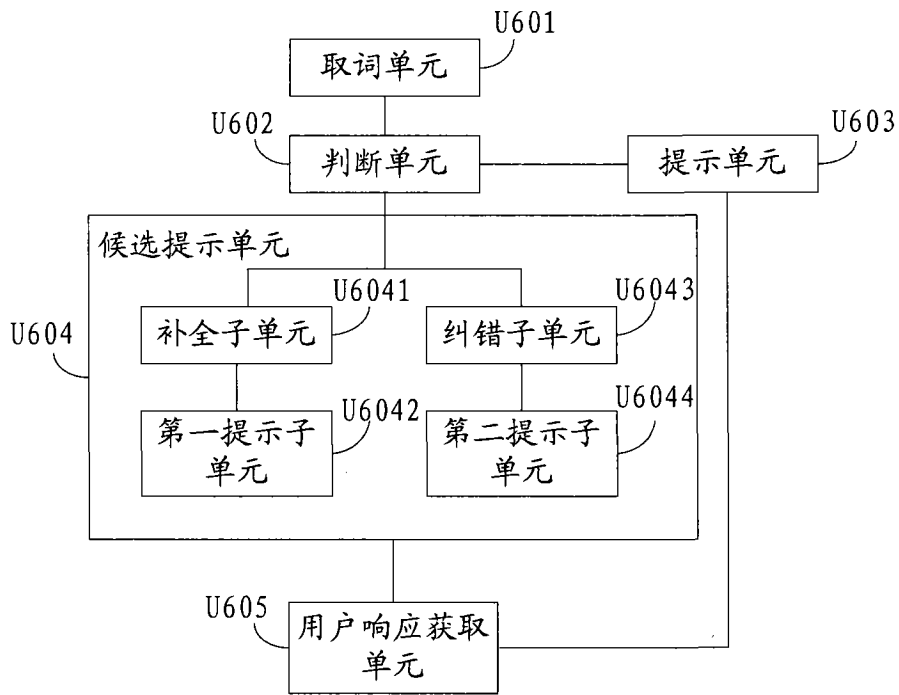 U601
取词单元
U602
判断单元
U603
提示单元
候选提示单元
U604
U6041
补全子单元
U6043
纠错子单元
U6042
第一提示子
单元
U6044
第二提示子
单元
U605
用户响应获取
单元